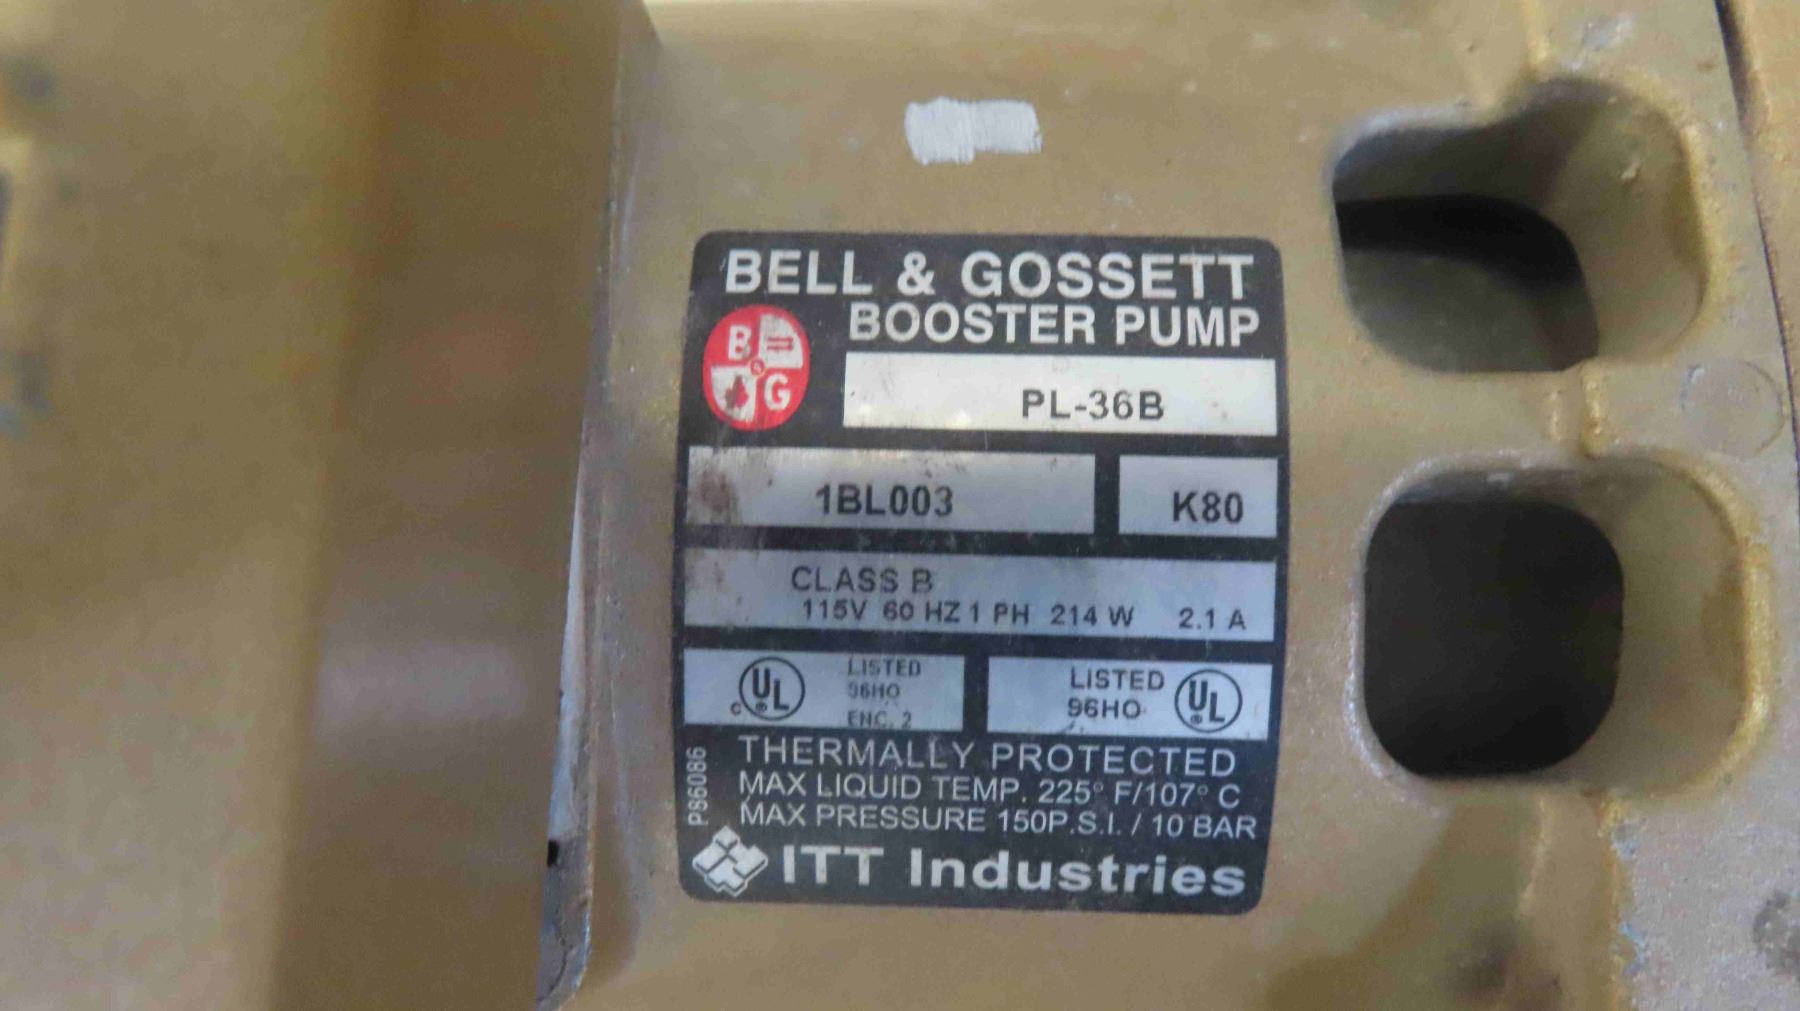 BELL & GOSSETT
BOOSTER PUMP
B G
PL-36B
1BL003 K80
CLASS B
115V 60 HZ 1 PH 214 W 2.1 A
C UL ® LISTED
96HO
ENC. 2
LISTED
96HO
UL ®
P86086
THERMALLY PROTECTED
MAX LIQUID TEMP. 225° F/107° C
MAX PRESSURE 150P.S.I. / 10 BAR
ITT Industries